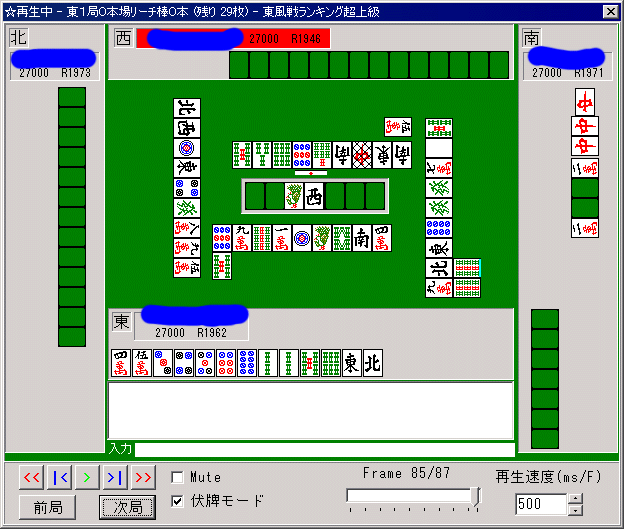 ☆再生中 - 東1局0本場リーチ棒0本 (残り 29枚) - 東風戦ランキング超上級
北
27000 R1973
西
27000 R1946
南
27000 R1971
東
27000 R1962
入力
<< |< > >| >>
前局
次局
Mute
伏牌モード
Frame 85/87
再生速度(ms/F)
500